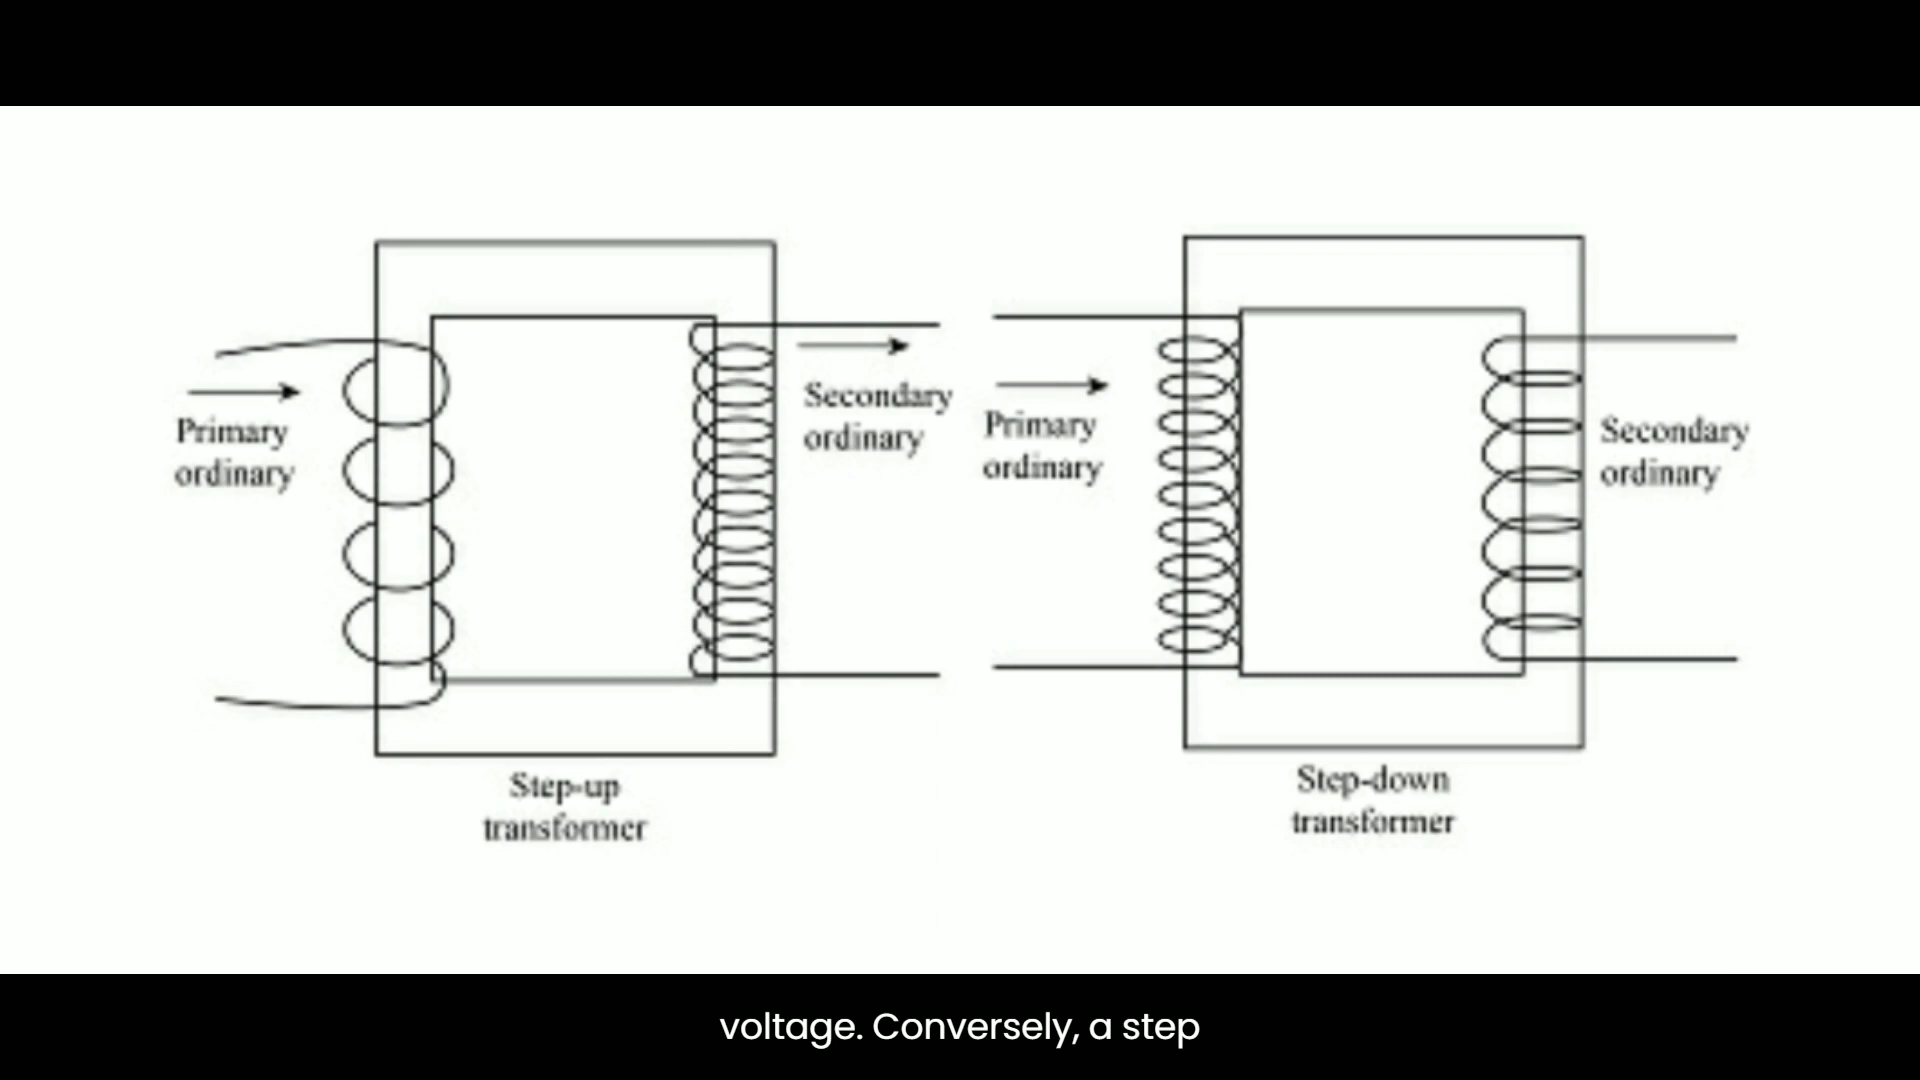 Primary
ordinary
Secondary
ordinary
Step-up
transformer
Primary
ordinary
Secondary
ordinary
Step-down
transformer
voltage. Conversely, a step